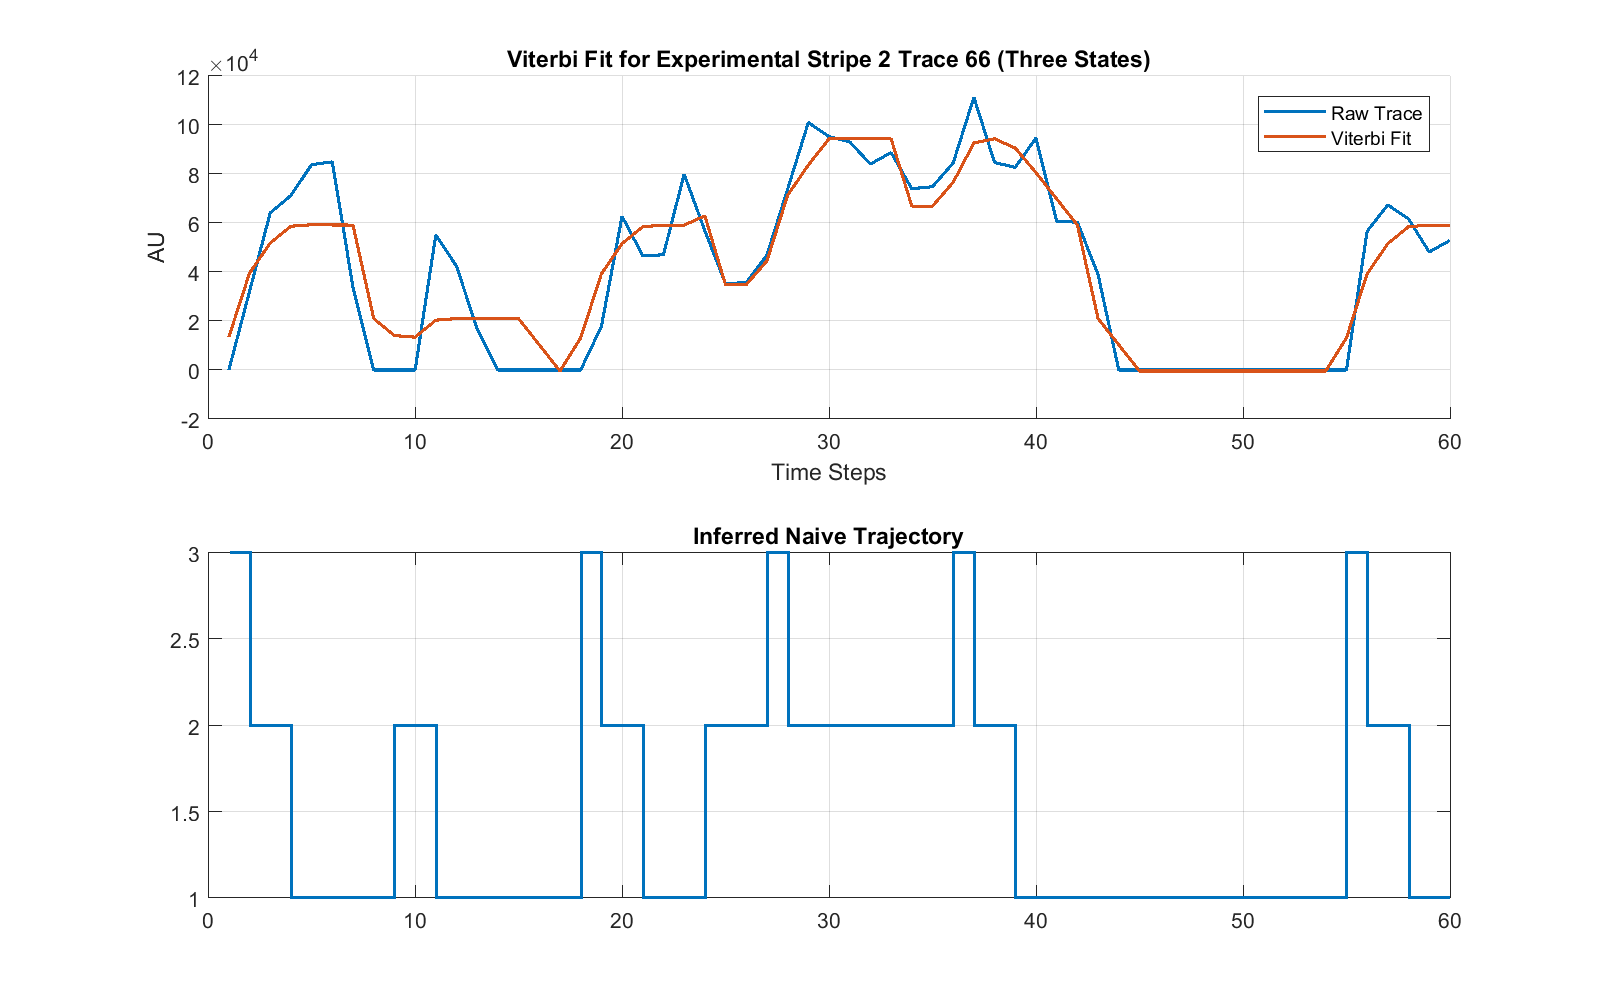 Viterbi Fit for Experimental Stripe 2 Trace 66 (Three States)
×10^4
12
10
8
6
4
2
0
-2
AU
Raw Trace
Viterbi Fit
0 10 20 30 40 50 60
Time Steps
Inferred Naive Trajectory
3
2.5
2
1.5
1
0 10 20 30 40 50 60